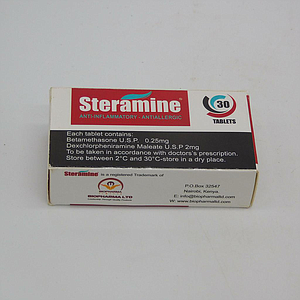 Steramine
ANTI-INFLAMMATORY - ANTIALLERGIC
30
TABLETS
Each tablet contains:
Betamethasone U.S.P. 0.25mg
Dexchlorpheniramine Maleate U.S.P 2mg
To be taken in accordance with doctors's prescription.
Store between 2°C and 30°C-store in a dry place.
Steramine is a registered Trademark of
BIOPHARMA LTD
P.O.Box 32547
Nairobi, Kenya.
E: info@biopharmaltd.com
W: www.biopharmaltd.com